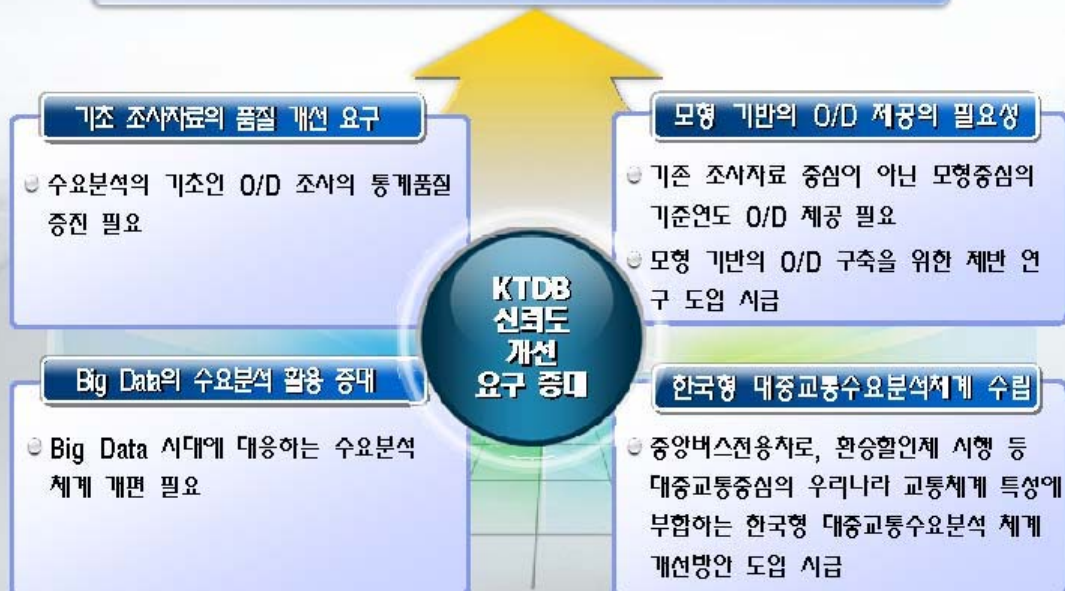 기초 조사자료의 품질 개선 요구
수요분석의 기초인 O/D 조사의 통계품질
증진 필요
모형 기반의 O/D 제공의 필요성
기존 조사자료 중심이 아닌 모형중심의
기준연도 O/D 제공 필요
모형 기반의 O/D 구축을 위한 제반 연
구 도입 시급
KTDB
신뢰도
개선
요구 증대
Big Data의 수요분석 활용 증대
Big Data 시대에 대응하는 수요분석
체계 개편 필요
한국형 대중교통수요분석체계 수립
중앙버스전용차로, 환승할인제 시행 등
대중교통중심의 우리나라 교통체계 특성에
부합하는 한국형 대중교통수요분석 체계
개선방안 도입 시급